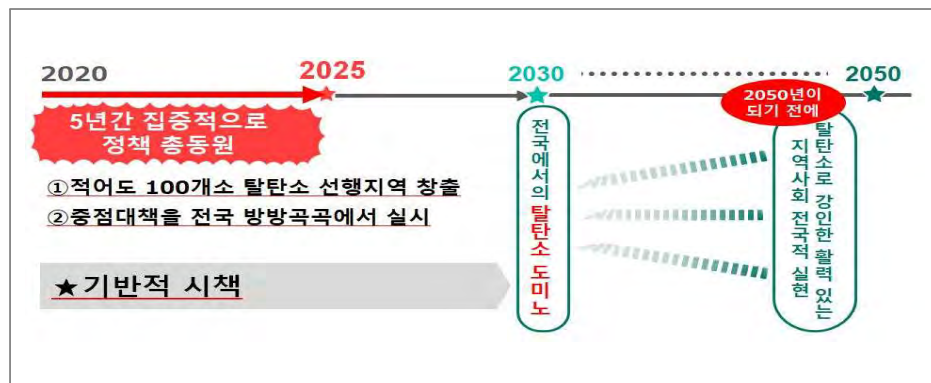 2020
2025
2030
2050
5년간 집중적으로
정책 총동원
2050년이
되기 전에
①적어도 100개소 탈탄소 선행지역 창출
②중점대책을 전국 방방곡곡에서 실시
★기반적 시책
전국에서의 탈탄소 도미노
탈탄소로 강인한 활력 있는
지역사회 전국적 실현